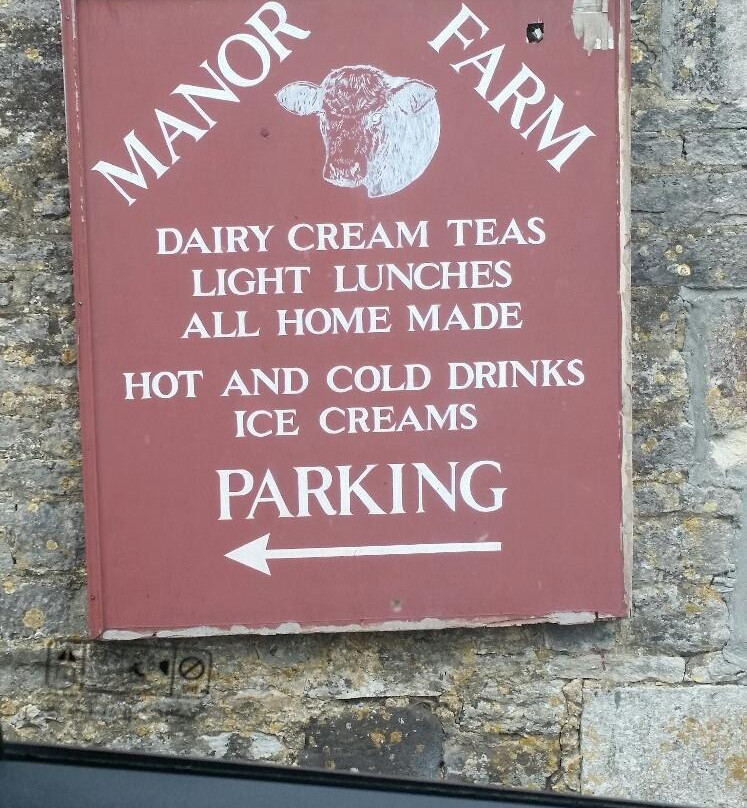 MANOR FARM
DAIRY CREAM TEAS
LIGHT LUNCHES
ALL HOME MADE
HOT AND COLD DRINKS
ICE CREAMS
PARKING